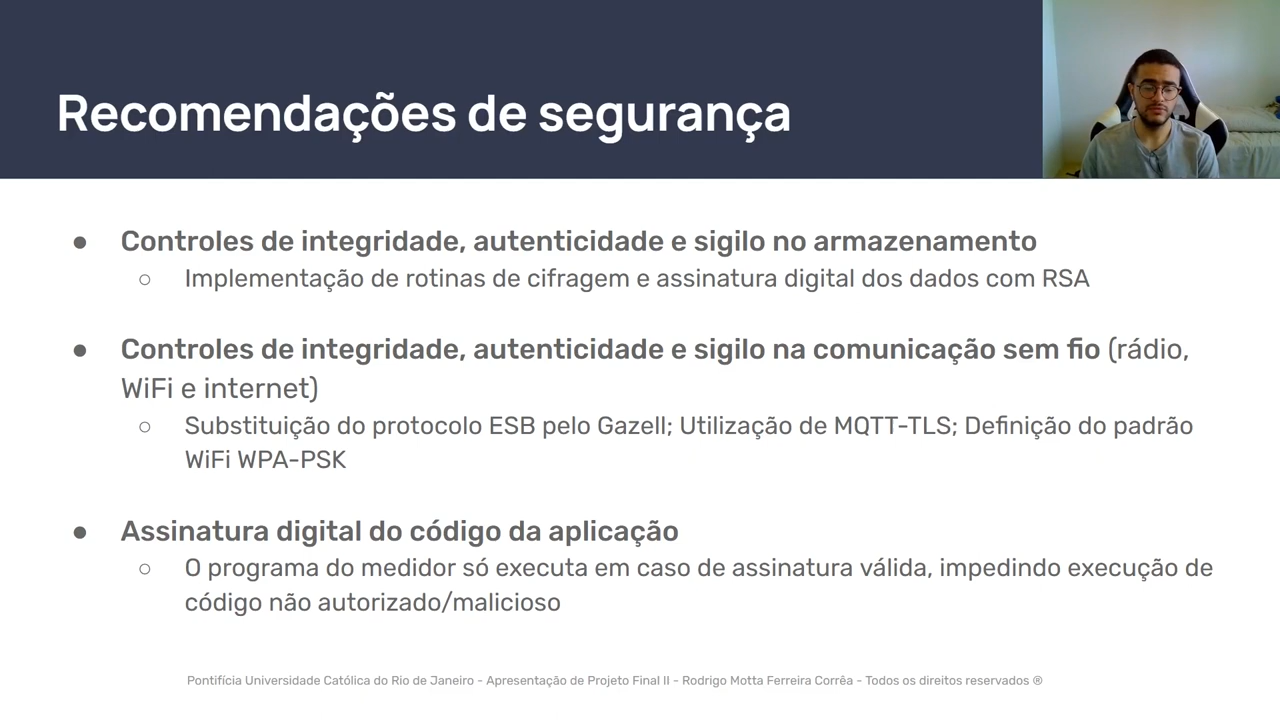 Recomendações de segurança
● Controles de integridade, autenticidade e sigilo no armazenamento
○ Implementação de rotinas de cifragem e assinatura digital dos dados com RSA
● Controles de integridade, autenticidade e sigilo na comunicação sem fio (rádio,
WiFi e internet)
○ Substituição do protocolo ESB pelo Gazell; Utilização de MQTT-TLS; Definição do padrão
WiFi WPA-PSK
● Assinatura digital do código da aplicação
○ O programa do medidor só executa em caso de assinatura válida, impedindo execução de
código não autorizado/malicioso
Pontifícia Universidade Católica do Rio de Janeiro - Apresentação de Projeto Final II - Rodrigo Motta Ferreira Corrêa - Todos os direitos reservados ®